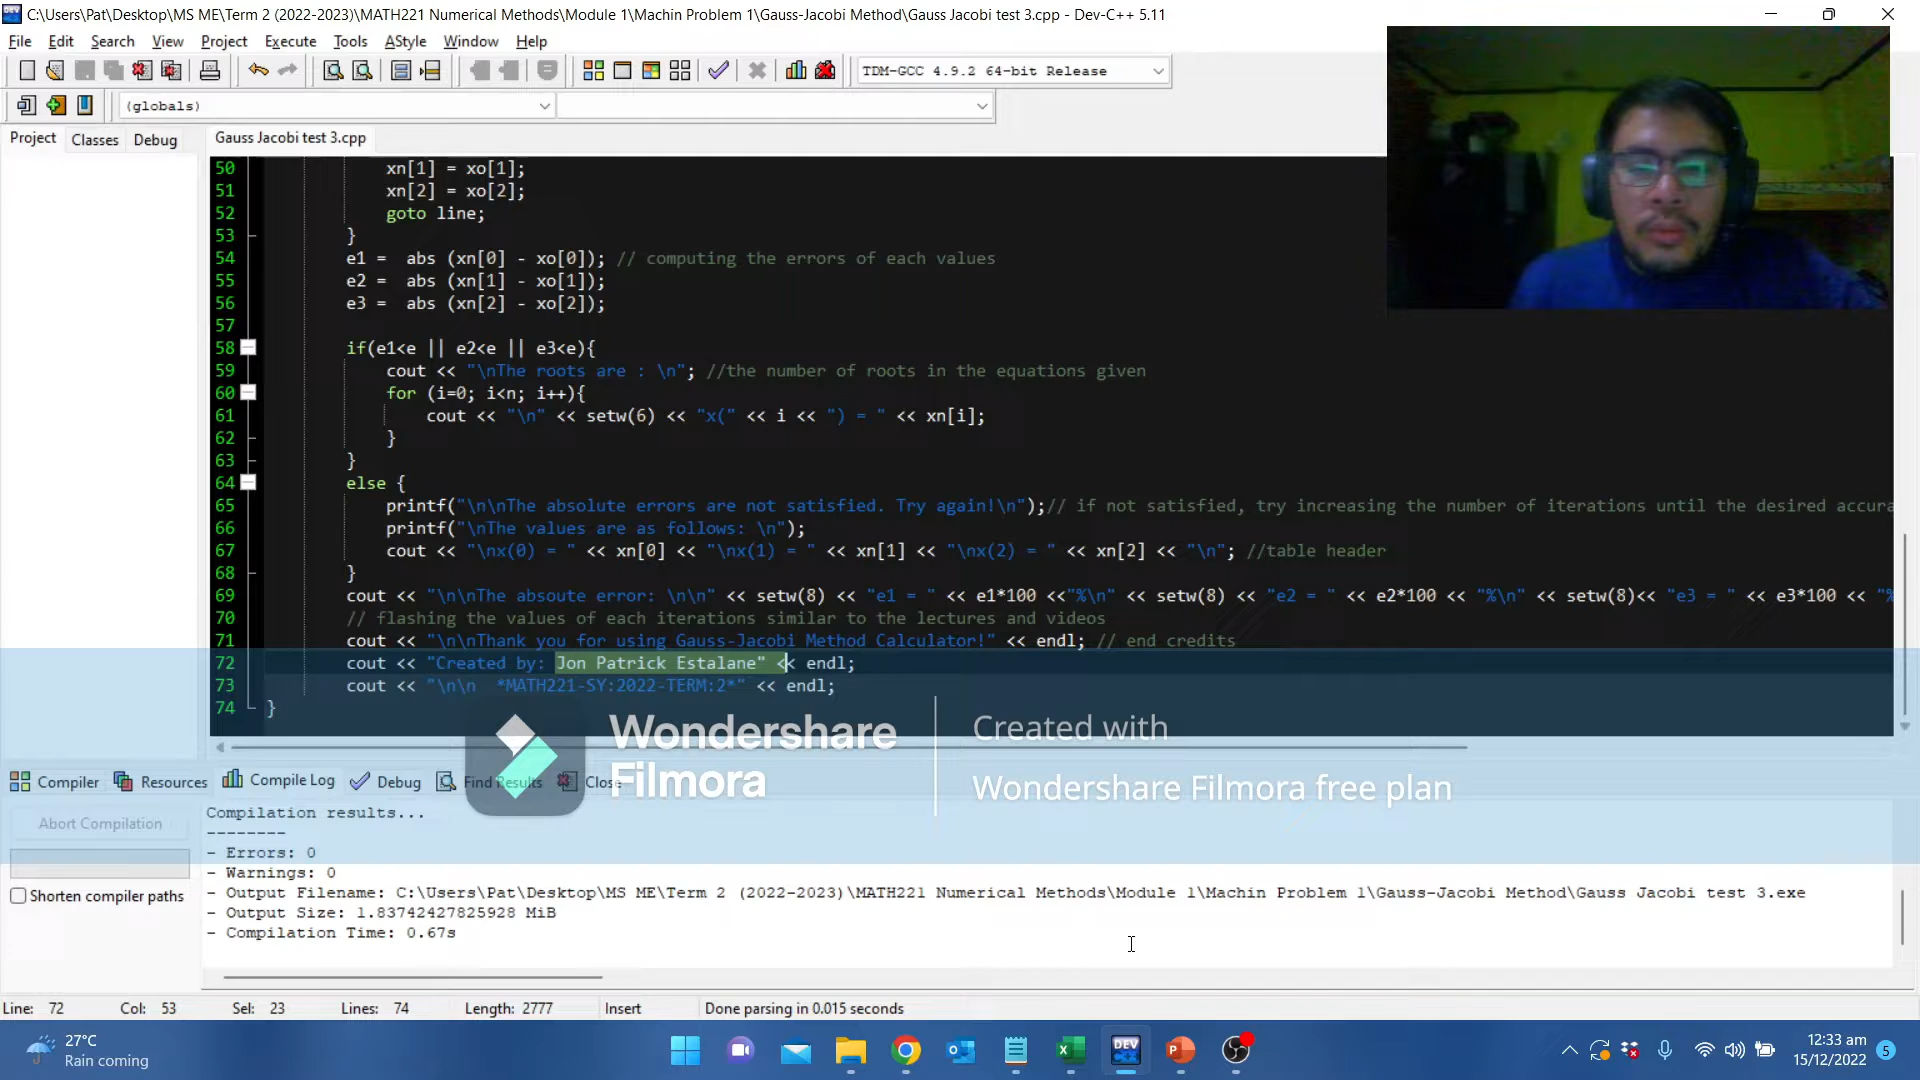 C:\Users\Pat\Desktop\MS ME\Term 2 (2022-2023)\MATH221 Numerical Methods\Module 1\Machin Problem 1\Gauss-Jacobi Method\Gauss Jacobi test 3.cpp - Dev-C++ 5.11
File Edit Search View Project Execute Tools AStyle Window Help
TDM-GCC 4.9.2 64-bit Release
(globals)
Project Classes Debug
Gauss Jacobi test 3.cpp
50 xn[1] = xo[1];
51 xn[2] = xo[2];
52 goto line;
53 }
54 e1 = abs (xn[0] - xo[0]); // computing the errors of each values
55 e2 = abs (xn[1] - xo[1]);
56 e3 = abs (xn[2] - xo[2]);
57
58 if(e1<e || e2<e || e3<e){
59 cout << "\nThe roots are : \n"; //the number of roots in the equations given
60 for (i=0; i<n; i++){
61 cout << "\n" << setw(6) << "x(" << i << ") = " << xn[i];
62 }
63 }
64 else {
65 printf("\n\nThe absolute errors are not satisfied. Try again!\n");// if not satisfied, try increasing the number of iterations until the desired accura
66 printf("\nThe values are as follows: \n");
67 cout << "\nx(0) = " << xn[0] << "\nx(1) = " << xn[1] << "\nx(2) = " << xn[2] << "\n"; //table header
68 }
69 cout << "\n\nThe absoute error: \n\n" << setw(8) << "e1 = " << e1*100 <<"%\n" << setw(8) << "e2 = " << e2*100 << "%\n" << setw(8)<< "e3 = " << e3*100 << "%
70 // flashing the values of each iterations similar to the lectures and videos
71 cout << "\n\nThank you for using Gauss-Jacobi Method Calculator!" << endl; // end credits
72 cout << "Created by: Jon Patrick Estalane" << endl;
73 cout << "\n\n *MATH221-SY:2022-TERM:2*" << endl;
74 }
Wondershare Filmora
Created with
Wondershare Filmora free plan
Compiler Resources Compile Log Debug Find Results Close
Abort Compilation
Shorten compiler paths
Compilation results...
--------
- Errors: 0
- Warnings: 0
- Output Filename: C:\Users\Pat\Desktop\MS ME\Term 2 (2022-2023)\MATH221 Numerical Methods\Module 1\Machin Problem 1\Gauss-Jacobi Method\Gauss Jacobi test 3.exe
- Output Size: 1.83742427825928 MiB
- Compilation Time: 0.67s
Line: 72 Col: 53 Sel: 23 Lines: 74 Length: 2777 Insert Done parsing in 0.015 seconds
27°C
Rain coming
DEV
12:33 am
15/12/2022
5